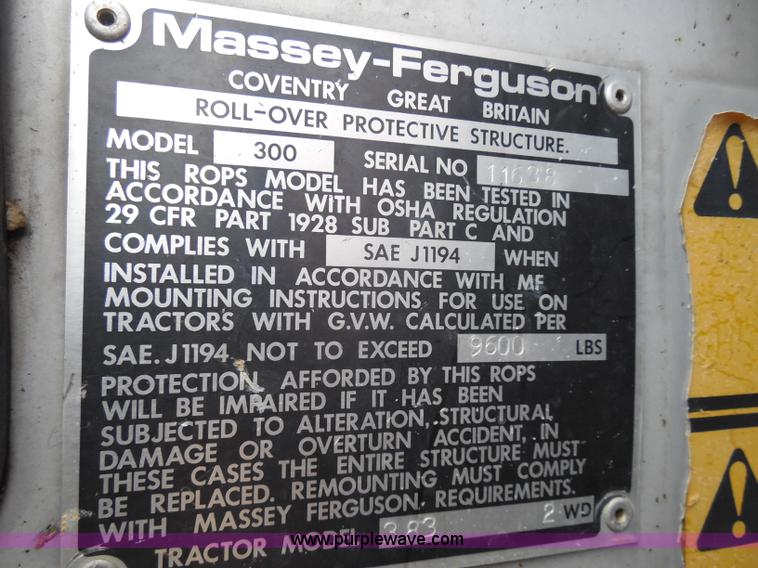 Massey-Ferguson
COVENTRY GREAT BRITAIN
ROLL-OVER PROTECTIVE STRUCTURE.
MODEL 300 SERIAL NO 11638
THIS ROPS MODEL HAS BEEN TESTED IN
ACCORDANCE WITH OSHA REGULATION
29 CFR PART 1928 SUB PART C AND
COMPLIES WITH SAE J1194 WHEN
INSTALLED IN ACCORDANCE WITH MF
MOUNTING INSTRUCTIONS FOR USE ON
TRACTORS WITH G.V.W. CALCULATED PER
SAE.J1194 NOT TO EXCEED 9600 LBS
PROTECTION AFFORDED BY THIS ROPS
WILL BE IMPAIRED IF IT HAS BEEN
SUBJECTED TO ALTERATION, STRUCTURAL
DAMAGE OR OVERTURN ACCIDENT, IN
THESE CASES THE ENTIRE STRUCTURE MUST
BE REPLACED. REMOUNTING MUST COMPLY
WITH MASSEY FERGUSON REQUIREMENTS.
TRACTOR MODEL 383 2 WD
www.purplewave.com